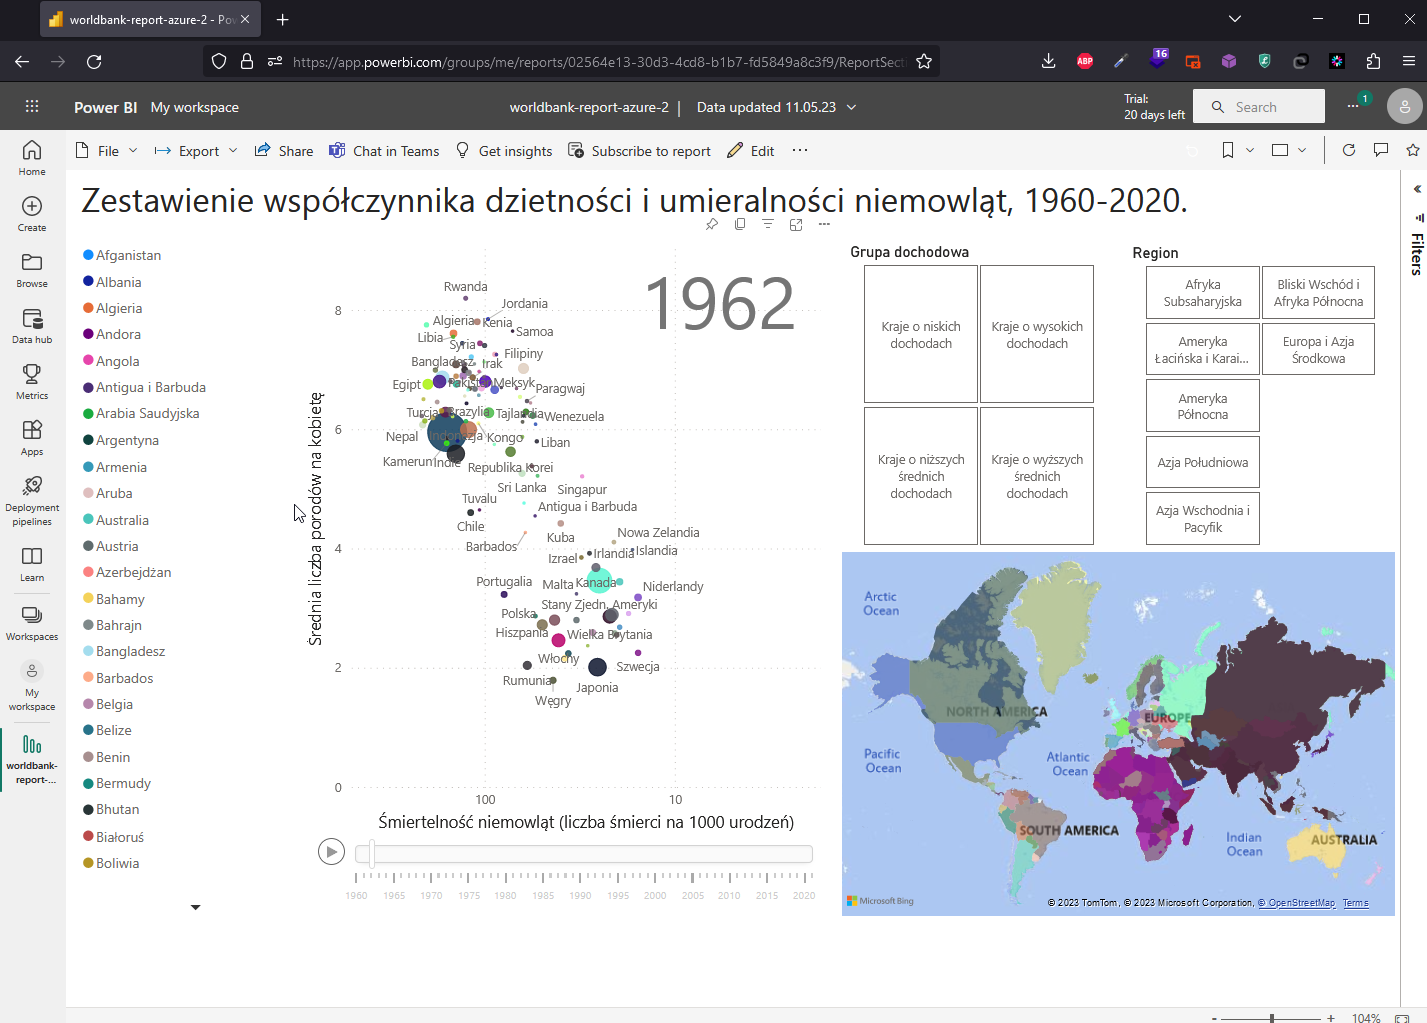 worldbank-report-azure-2 - Pow
https://app.powerbi.com/groups/me/reports/02564e13-30d3-4cd8-b1b7-fd5849a8c3f9/ReportSecti
ABP
16
Power BI My workspace
worldbank-report-azure-2 | Data updated 11.05.23
Trial:
20 days left
Search
1
File
Export
Share
Chat in Teams
Get insights
Subscribe to report
Edit
Home
Create
Browse
Data hub
Metrics
Apps
Deployment
pipelines
Learn
Workspaces
My
workspace
worldbank-
report-...
Zestawienie współczynnika dzietności i umieralności niemowląt, 1960-2020.
Filters
Afganistan
Albania
Algieria
Andora
Angola
Antigua i Barbuda
Arabia Saudyjska
Argentyna
Armenia
Aruba
Australia
Austria
Azerbejdżan
Bahamy
Bahrajn
Bangladesz
Barbados
Belgia
Belize
Benin
Bermudy
Bhutan
Białoruś
Boliwia
1962
Średnia liczba porodów na kobietę
8
6
4
2
0
100
10
Śmiertelność niemowląt (liczba śmierci na 1000 urodzeń)
Rwanda
Jordania
Algieria
Kenia
Libia
Samoa
Syria
Filipiny
Bangladesz
Irak
Egipt
Pakistan
Meksyk
Paragwaj
Turcja
Brazylia
Tajlandia
Wenezuela
Nepal
Indonezja
Kongo
Liban
Kamerun
Indie
Republika Korei
Sri Lanka
Singapur
Tuvalu
Antigua i Barbuda
Chile
Kuba
Nowa Zelandia
Barbados
Izrael
Irlandia
Islandia
Portugalia
Malta
Kanada
Niderlandy
Stany Zjedn. Ameryki
Polska
Hiszpania
Wielka Brytania
Włochy
Szwecja
Rumunia
Japonia
Węgry
1960 1965 1970 1975 1980 1985 1990 1995 2000 2005 2010 2015 2020
Grupa dochodowa
Kraje o niskich
dochodach
Kraje o wysokich
dochodach
Kraje o niższych
średnich
dochodach
Kraje o wyższych
średnich
dochodach
Region
Afryka
Subsaharyjska
Bliski Wschód i
Afryka Północna
Ameryka
Łacińska i Karai...
Europa i Azja
Środkowa
Ameryka
Północna
Azja Południowa
Azja Wschodnia i
Pacyfik
Arctic
Ocean
NORTH AMERICA
EUROPE
Pacific
Ocean
Atlantic
Ocean
SOUTH AMERICA
Indian
Ocean
AUSTRALIA
Microsoft Bing
© 2023 TomTom, © 2023 Microsoft Corporation, © OpenStreetMap Terms
- + 104%